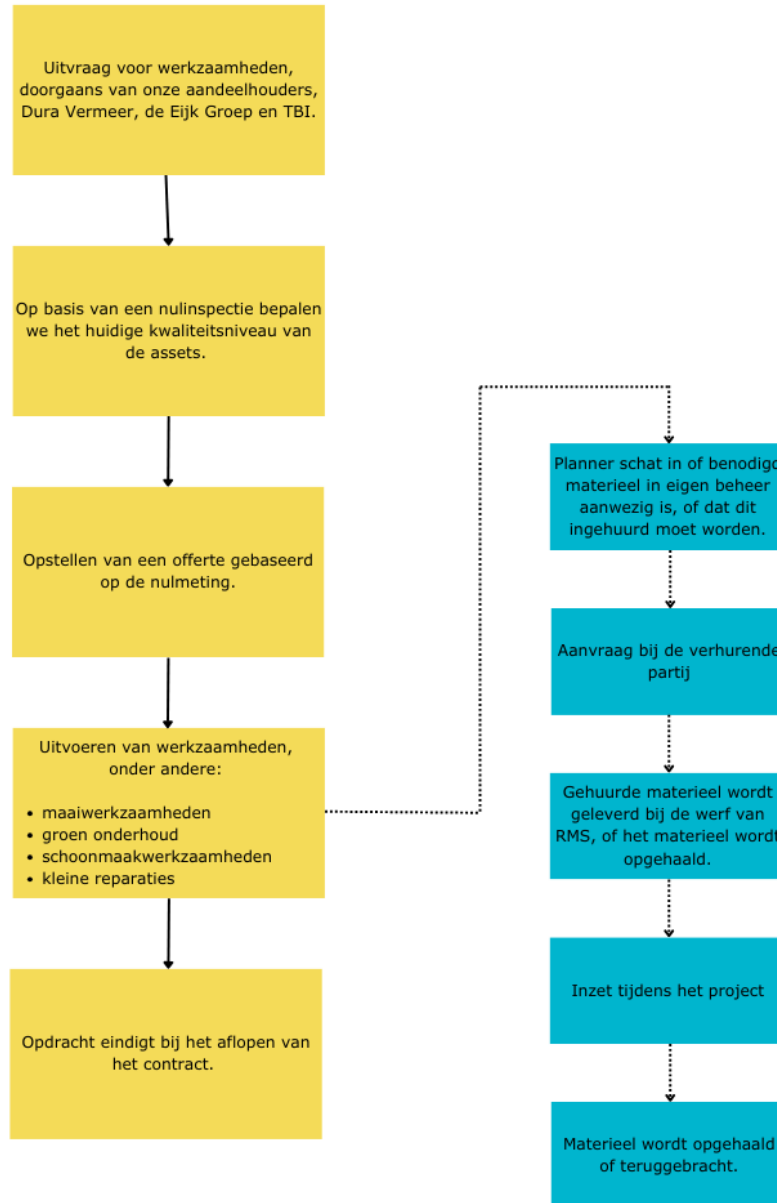 Uitvraag voor werkzaamheden,
doorgaans van onze aandeelhouders,
Dura Vermeer, de Eijk Groep en TBI.
Op basis van een nulinspectie bepalen
we het huidige kwaliteitsniveau van
de assets.
Opstellen van een offerte gebaseerd
op de nulmeting.
Uitvoeren van werkzaamheden,
onder andere:
• maaiwerkzaamheden
• groen onderhoud
• schoonmaakwerkzaamheden
• kleine reparaties
Opdracht eindigt bij het aflopen van
het contract.
Planner schat in of benodigd
materieel in eigen beheer
aanwezig is, of dat dit
ingehuurd moet worden.
Aanvraag bij de verhurende
partij
Gehuurde materieel wordt
geleverd bij de werf van
RMS, of het materieel wordt
opgehaald.
Inzet tijdens het project
Materieel wordt opgehaald
of teruggebracht.